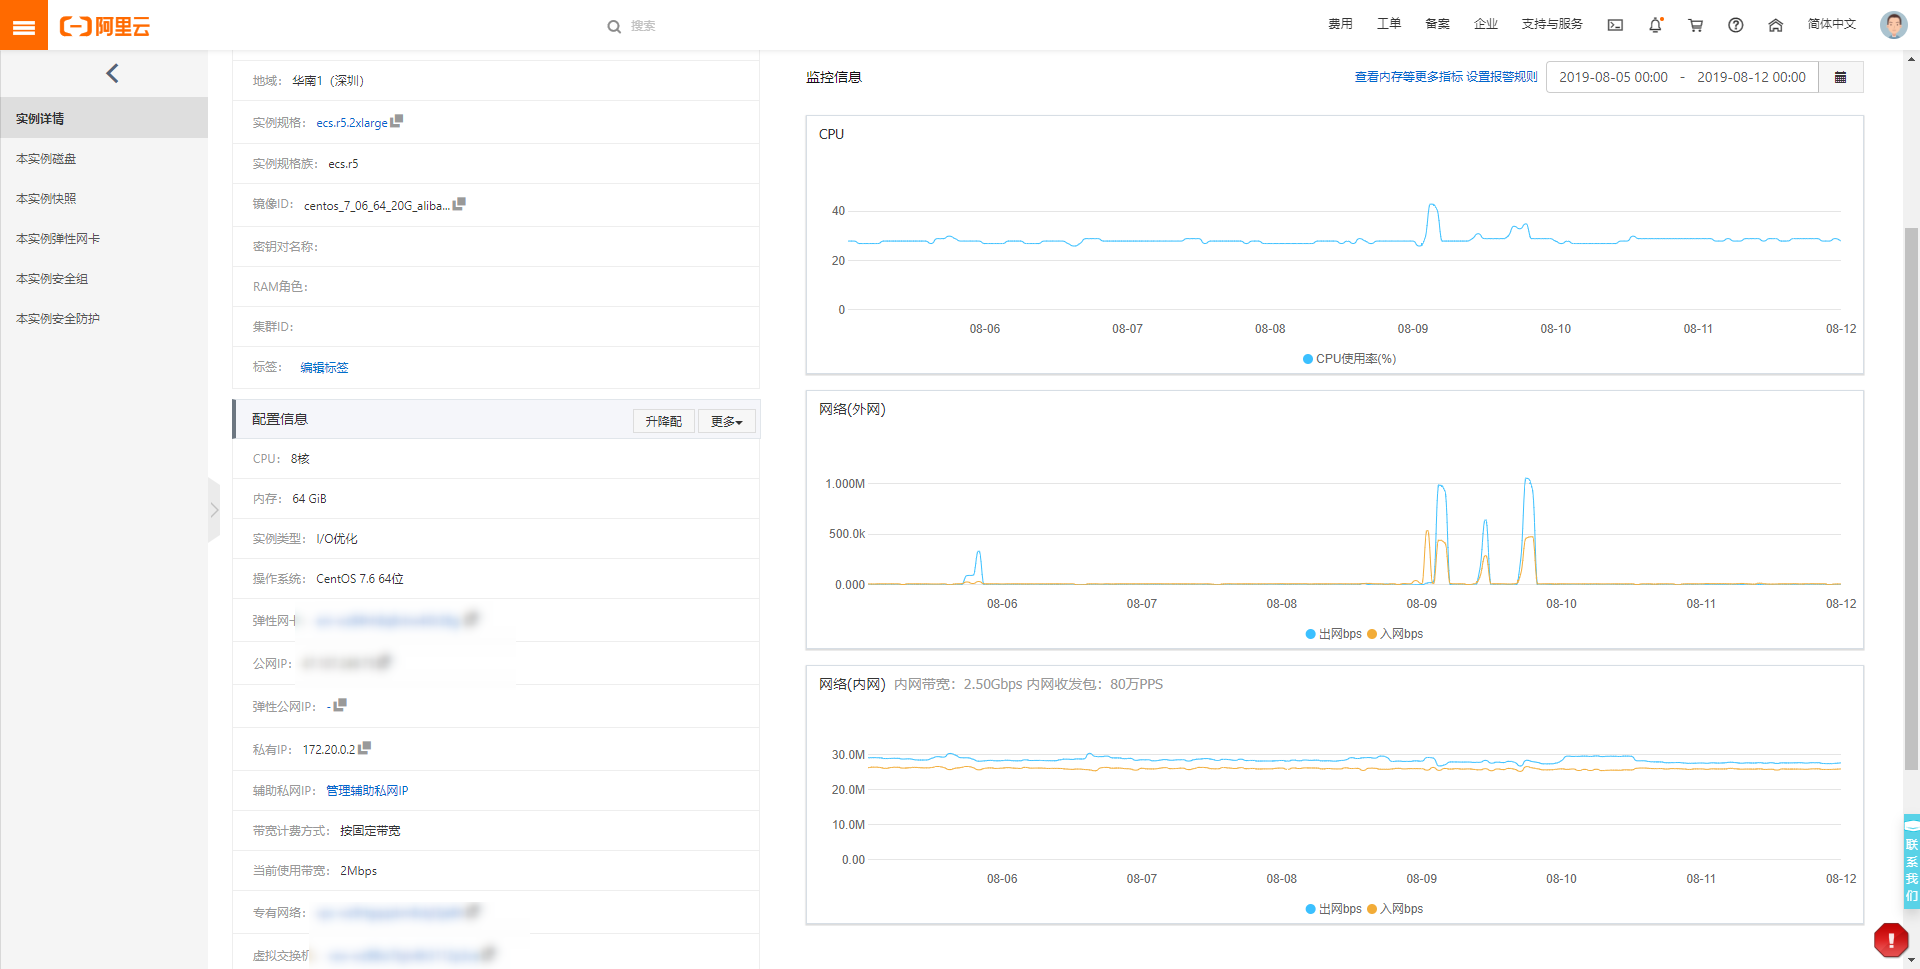 阿里云
搜索
费用 工单 备案 企业 支持与服务 简体中文
实例详情
本实例磁盘
本实例快照
本实例弹性网卡
本实例安全组
本实例安全防护
地域： 华南1（深圳）
实例规格： ecs.r5.2xlarge
实例规格族： ecs.r5
镜像ID： centos_7_06_64_20G_aliba...
密钥对名称：
RAM角色：
集群ID：
标签： 编辑标签
配置信息 升降配 更多
CPU： 8核
内存： 64 GiB
实例类型： I/O优化
操作系统： CentOS 7.6 64位
弹性网卡
公网IP：
弹性公网IP： -
私有IP： 172.20.0.2
辅助私网IP： 管理辅助私网IP
带宽计费方式： 按固定带宽
当前使用带宽： 2Mbps
专有网络：
虚拟交换机
监控信息 查看内存等更多指标 设置报警规则 2019-08-05 00:00 - 2019-08-12 00:00
CPU
40
20
0
08-06 08-07 08-08 08-09 08-10 08-11 08-12
CPU使用率(%)
网络(外网)
1.000M
500.0k
0.000
08-06 08-07 08-08 08-09 08-10 08-11 08-12
出网bps 入网bps
网络(内网) 内网带宽：2.50Gbps 内网收发包：80万PPS
30.0M
20.0M
10.0M
0.00
08-06 08-07 08-08 08-09 08-10 08-11 08-12
出网bps 入网bps
联系我们